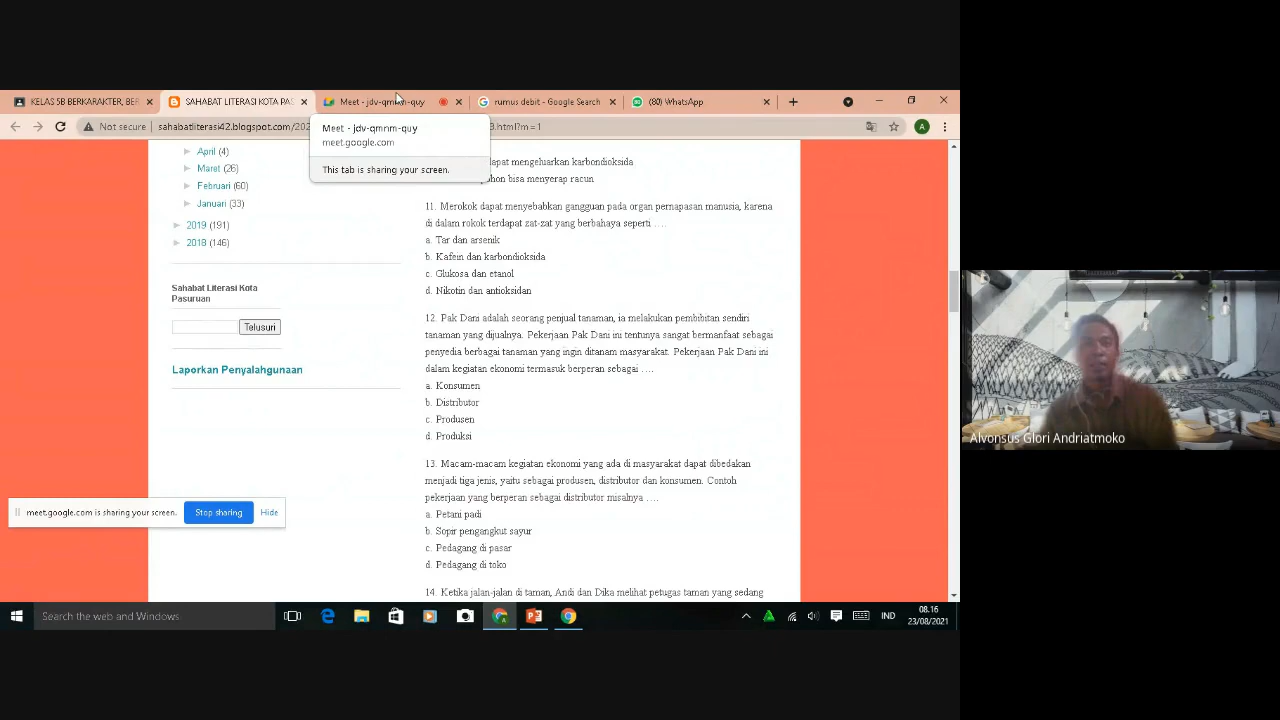 KELAS 5B BERKARAKTER, BER
SAHABAT LITERASI KOTA PAS
Meet - jdv-qmnm-quy
rumus debit - Google Search
(80) WhatsApp
Not secure
sahabatliterasi42.blogspot.com/202
3.html?m=1
Meet - jdv-qmnm-quy
meet.google.com
This tab is sharing your screen.
April (4)
Maret (26)
Februari (60)
Januari (33)
2019 (191)
2018 (146)
Sahabat Literasi Kota
Pasuruan
Telusuri
Laporkan Penyalahgunaan
dapat mengeluarkan karbondioksida
bisa menyerap racun
11. Merokok dapat menyebabkan gangguan pada organ pernapasan manusia, karena
di dalam rokok terdapat zat-zat yang berbahaya seperti ….
a. Tar dan arsenik
b. Kafein dan karbondioksida
c. Glukosa dan etanol
d. Nikotin dan antioksidan
12. Pak Dani adalah seorang penjual tanaman, ia melakukan pembibitan sendiri
tanaman yang dijualnya. Pekerjaan Pak Dani ini tentunya sangat bermanfaat sebagai
penyedia berbagai tanaman yang ingin ditanam masyarakat. Pekerjaan Pak Dani ini
dalam kegiatan ekonomi termasuk berperan sebagai ….
a. Konsumen
b. Distributor
c. Produsen
d. Produksi
13. Macam-macam kegiatan ekonomi yang ada di masyarakat dapat dibedakan
menjadi tiga jenis, yaitu sebagai produsen, distributor dan konsumen. Contoh
pekerjaan yang berperan sebagai distributor misalnya ….
a. Petani padi
b. Sopir pengangkut sayur
c. Pedagang di pasar
d. Pedagang di toko
14. Ketika jalan-jalan di taman, Andi dan Dika melihat petugas taman yang sedang
meet.google.com is sharing your screen.
Stop sharing
Hide
Alvonsus Glori Andriatmoko
Search the web and Windows
IND
08.16
23/08/2021